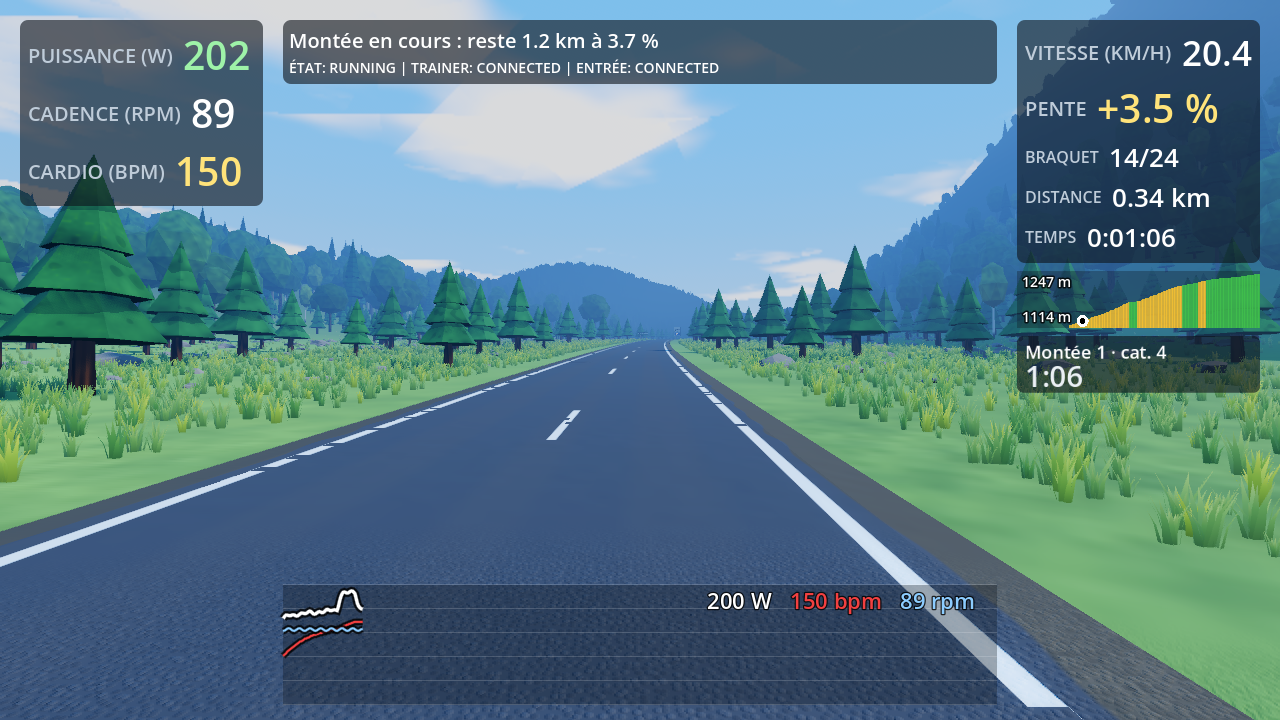 PUISSANCE (W) 202
CADENCE (RPM) 89
CARDIO (BPM) 150
Montée en cours : reste 1.2 km à 3.7 %
ÉTAT: RUNNING | TRAINER: CONNECTED | ENTRÉE: CONNECTED
VITESSE (KM/H) 20.4
PENTE +3.5 %
BRAQUET 14/24
DISTANCE 0.34 km
TEMPS 0:01:06
1247 m
1114 m
Montée 1 · cat. 4
1:06
200 W 150 bpm 89 rpm